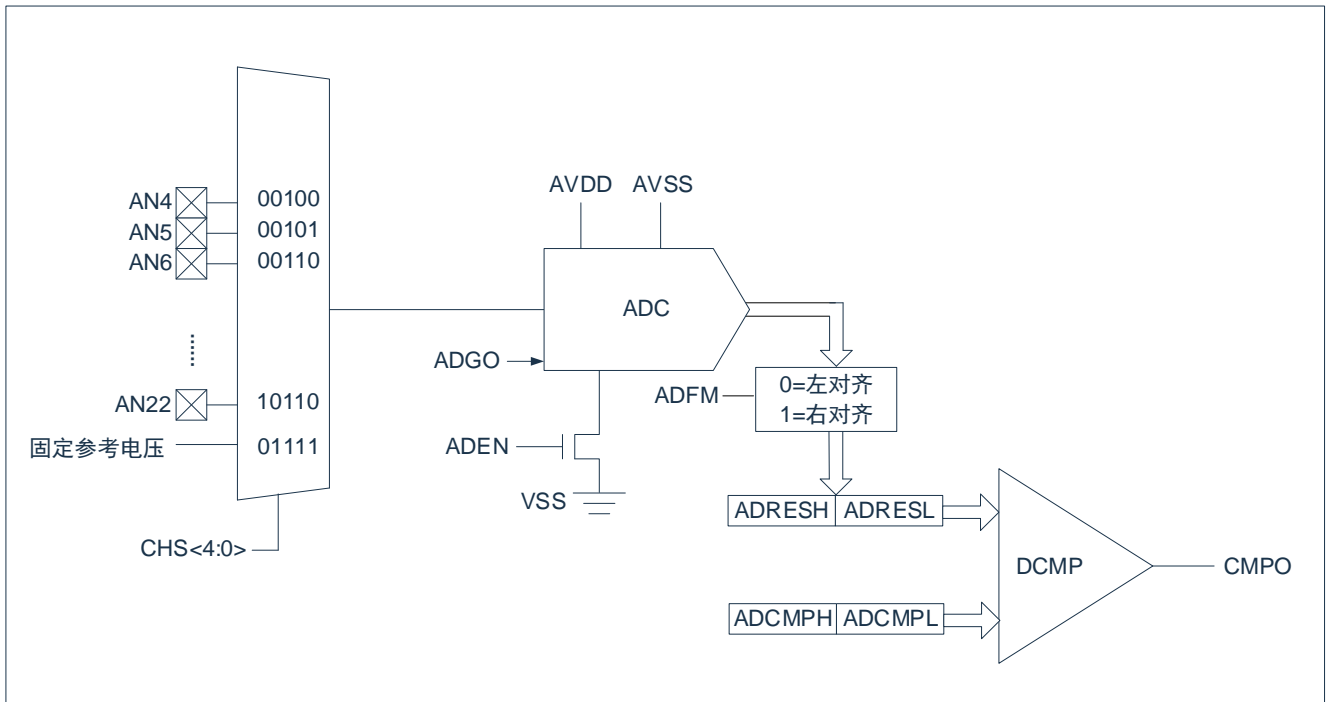 AVDD AVSS
AN4 00100
AN5 00101
AN6 00110
ADC
ADGO
AN22 10110
固定参考电压 01111
ADFM
0=左对齐
1=右对齐
ADEN
VSS
CHS<4:0>
ADRESH ADRESL
DCMP
CMPO
ADCMPH ADCMPL